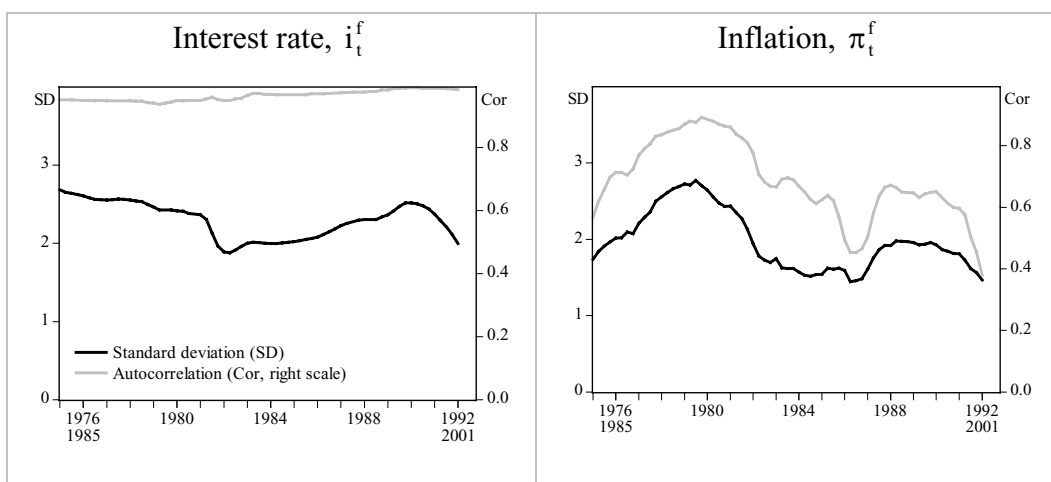 Interest rate, i_t^f
SD
Cor
3
2
1
0
0.8
0.6
0.4
0.2
0.0
Standard deviation (SD)
Autocorrelation (Cor, right scale)
1976 1980 1984 1988 1992
1985 2001
Inflation, π_t^f
SD
Cor
3
2
1
0
0.8
0.6
0.4
0.2
0.0
1976 1980 1984 1988 1992
1985 2001